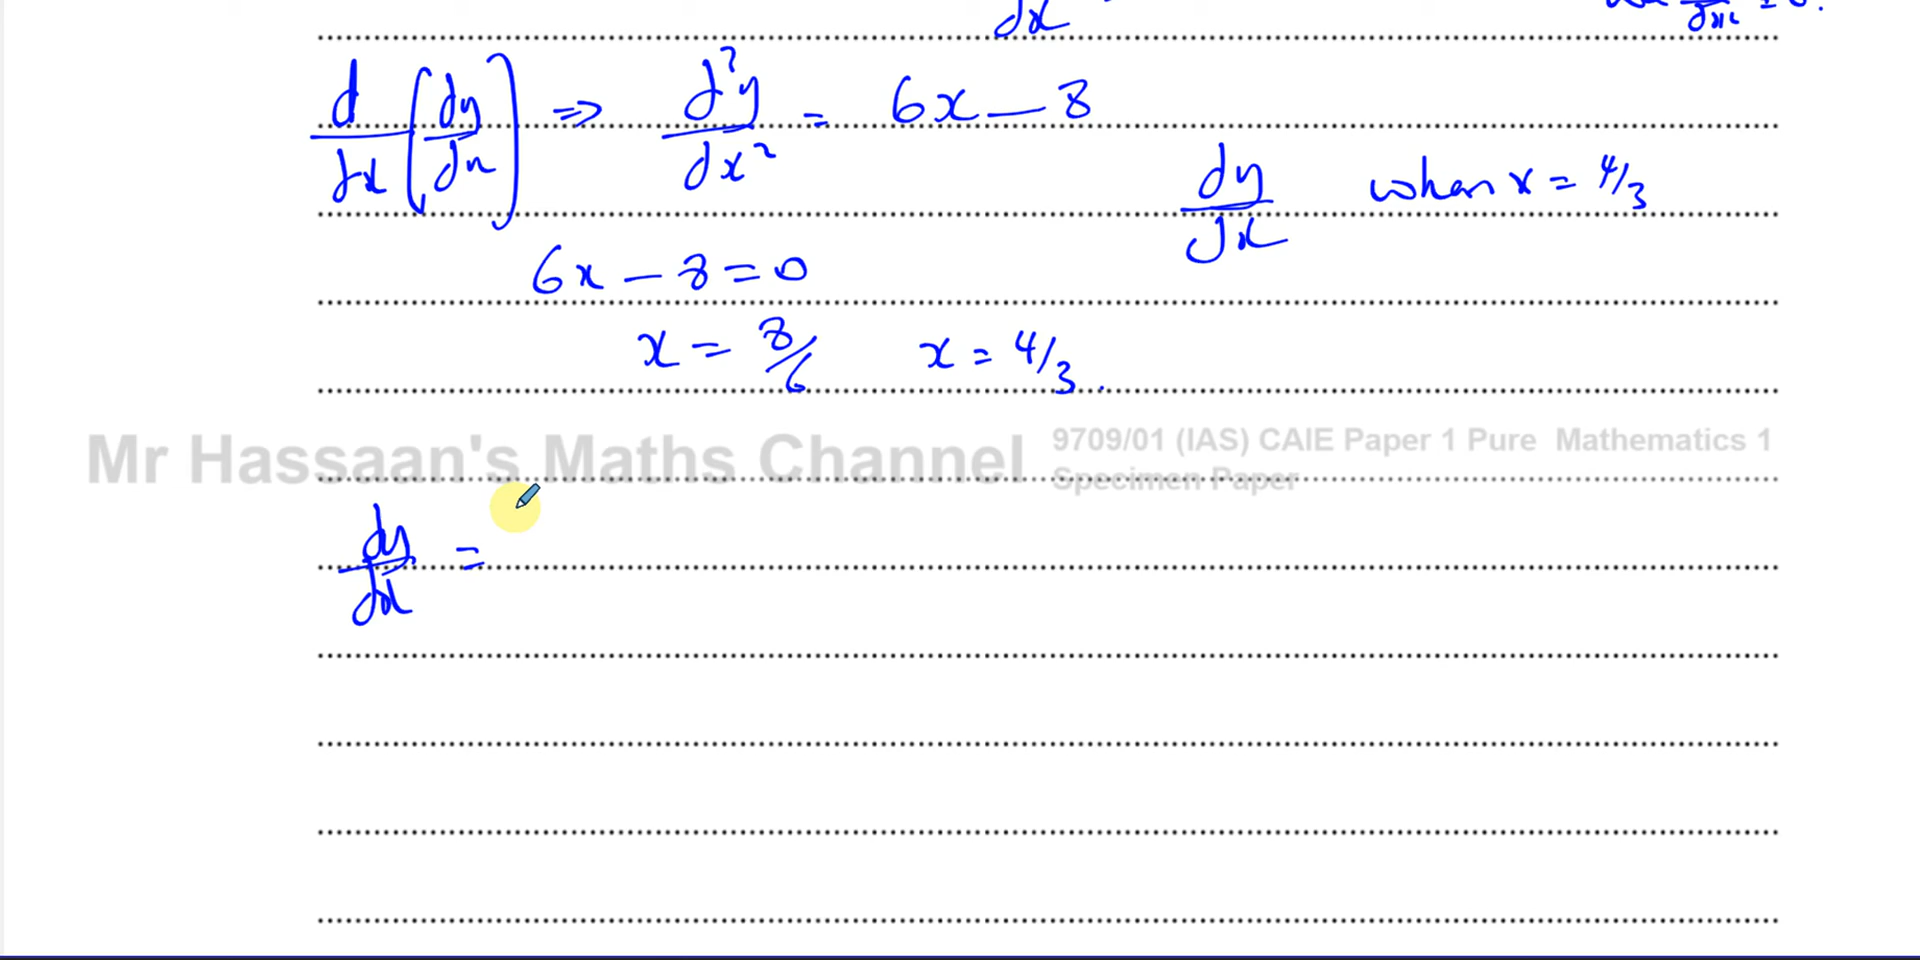 dx
d/dx (dy/dx) ⇒ d²y/dx² = 6x − 8
dy/dx when x = 4/3
6x − 8 = 0
x = 8/6 x = 4/3.
Mr Hassaan's Maths Channel
9709/01 (IAS) CAIE Paper 1 Pure Mathematics 1
Specimen Paper
dy/dx =